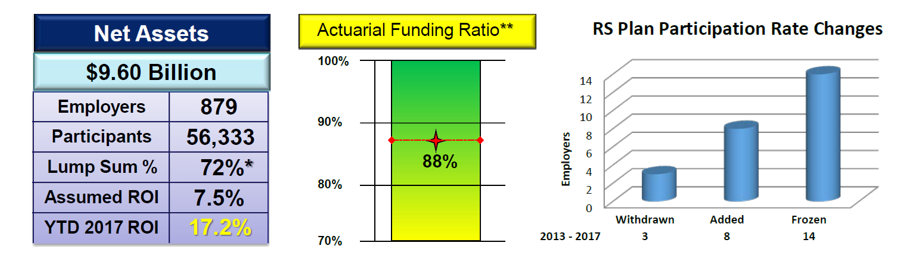 Net Assets
$9.60 Billion
Employers 879
Participants 56,333
Lump Sum % 72%*
Assumed ROI 7.5%
YTD 2017 ROI 17.2%
Actuarial Funding Ratio**
100%
90%
88%
80%
70%
RS Plan Participation Rate Changes
Employers
14
12
10
8
6
4
2
0
Withdrawn Added Frozen
2013 - 2017 3 8 14